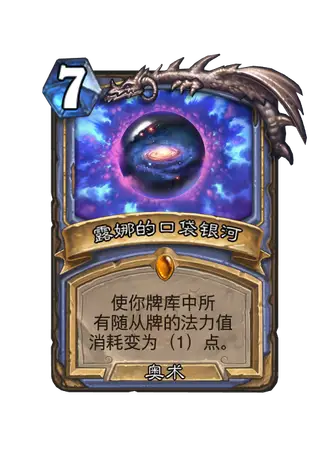 7
露娜的口袋银河
使你牌库中所
有随从牌的法力值
消耗变为（1）点。
奥术